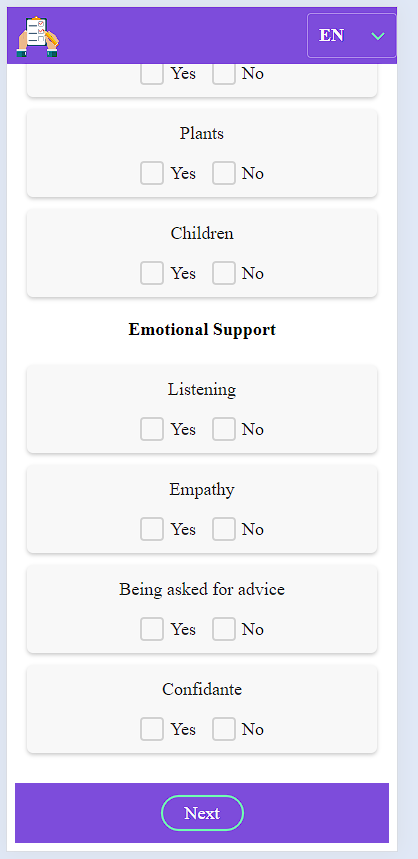 EN
Yes No
Plants
Yes No
Children
Yes No
Emotional Support
Listening
Yes No
Empathy
Yes No
Being asked for advice
Yes No
Confidante
Yes No
Next